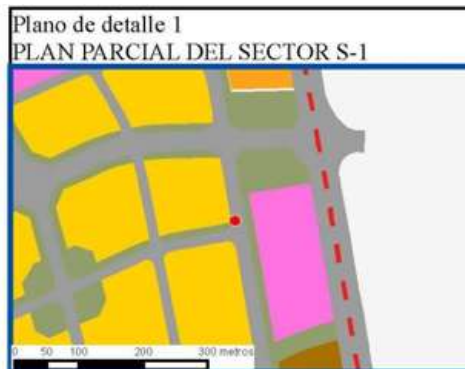 Plano de detalle 1
PLAN PARCIAL DEL SECTOR S-1
0 50 100 200 300 metros